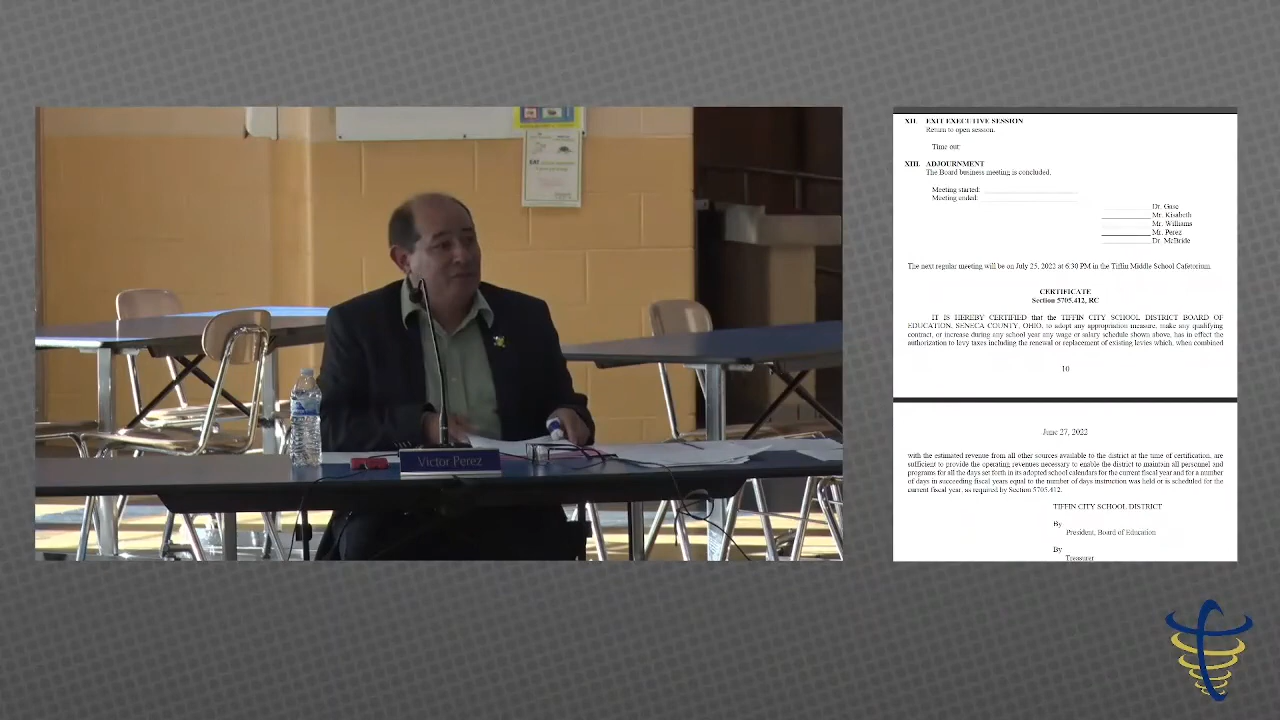 EAT
Victor Perez
XII. EXIT EXECUTIVE SESSION
Return to open session.
Time out:
XIII. ADJOURNMENT
The Board business meeting is concluded.
Meeting started:
Meeting ended:
Dr. Guic
Mr. Kisabeth
Mr. Williams
Mr. Perez
Dr. McBride
The next regular meeting will be on July 25, 2022 at 6:30 PM in the Tiffin Middle School Cafetorium.
CERTIFICATE
Section 5705.412, RC
IT IS HEREBY CERTIFIED that the TIFFIN CITY SCHOOL DISTRICT BOARD OF
EDUCATION, SENECA COUNTY, OHIO, to adopt any appropriation measure, make any qualifying
contract, or increase during any school year any wage or salary schedule shown above, has in effect the
authorization to levy taxes including the renewal or replacement of existing levies which, when combined
10
June 27, 2022
with the estimated revenue from all other sources available to the district at the time of certification, are
sufficient to provide the operating revenues necessary to enable the district to maintain all personnel and
programs for all the days set forth in its adopted school calendars for the current fiscal year and for a number
of days in succeeding fiscal years equal to the number of days instruction was held or is scheduled for the
current fiscal year, as required by Section 5705.412.
TIFFIN CITY SCHOOL DISTRICT
By
President, Board of Education
By
Treasurer